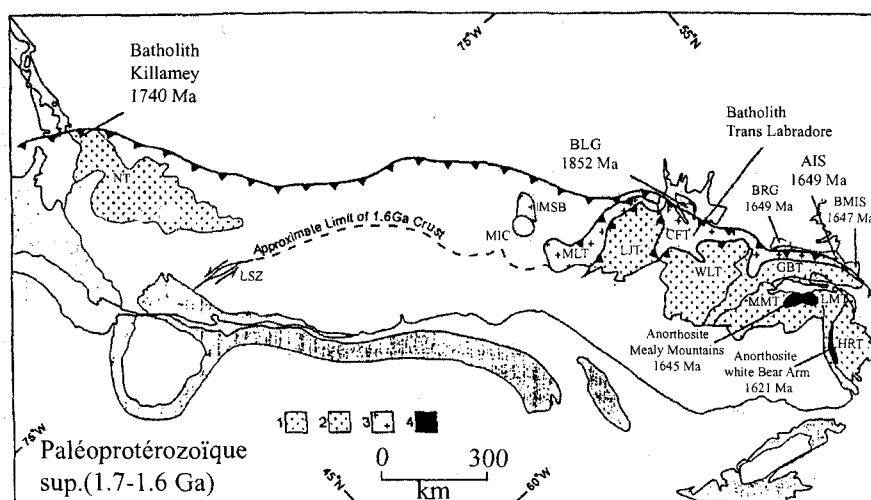 75°W
55°N
Batholith
Killamey
1740 Ma
BLG
1852 Ma
Batholith
Trans Labradore
AIS
1649 Ma
BRG
1649 Ma
BMIS
1647 Ma
NT
MSB
MIC
MLT
LJT
CFT
WLT
GBT
MMT
LMT
HRT
Approximate Limit of 1.6Ga Crust
LSZ
Anorthosite
Mealy Mountains
1645 Ma
Anorthosite
white Bear Arm
1621 Ma
1 2 3 4
75°W
Paléoprotérozoïque
sup.(1.7-1.6 Ga)
0 300
km
45°N
60°W